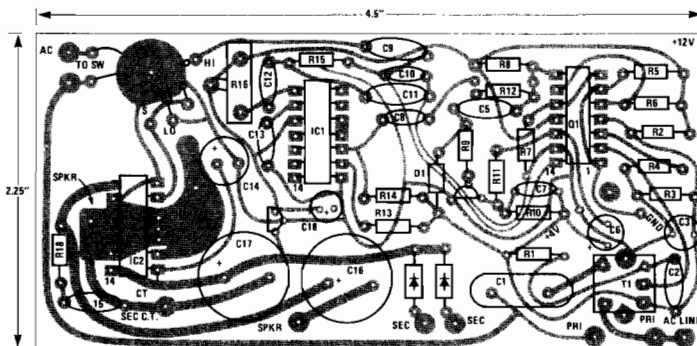 4.5"
2.25"
AC
TO SW
HI
S
LO
R16
C12
R15
C9
C10
C11
C8
C13
IC1
14
R8
R12
C5
Q1
14
1
+12V
R5
R6
R2
R4
R3
GND
C3
SPKR
C14
C18
R14
R13
D1
R9
R11
R7
C7
R10
+4V
C6
R18
IC2
14
15
CT
SEC C.T.
C17
+
C16
SPKR
SEC
SEC
R1
C1
T1
C2
PRI
PRI
AC LINE